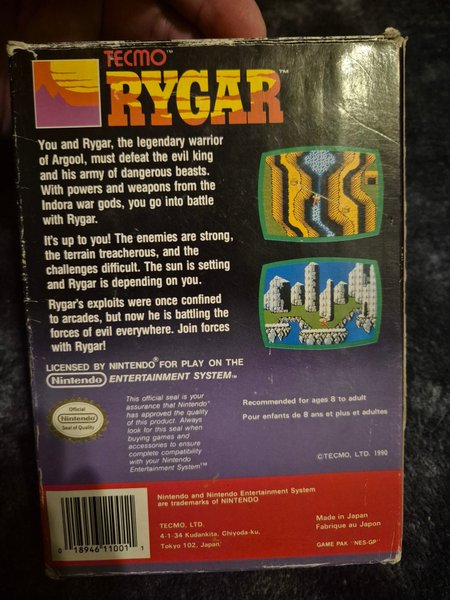 TECMO™
RYGAR™
You and Rygar, the legendary warrior
of Argool, must defeat the evil king
and his army of dangerous beasts.
With powers and weapons from the
Indora war gods, you go into battle
with Rygar.
It's up to you! The enemies are strong,
the terrain treacherous, and the
challenges difficult. The sun is setting
and Rygar is depending on you.
Rygar's exploits were once confined
to arcades, but now he is battling the
forces of evil everywhere. Join forces
with Rygar!
LICENSED BY NINTENDO® FOR PLAY ON THE
Nintendo® ENTERTAINMENT SYSTEM™
Official
Nintendo
Seal of Quality
This official seal is your
assurance that Nintendo®
has approved the quality
of this product. Always
look for this seal when
buying games and
accessories to ensure
complete compatibility
with your Nintendo
Entertainment System™
Recommended for ages 8 to adult
Pour enfants de 8 ans et plus et adultes
©TECMO, LTD. 1990
Nintendo and Nintendo Entertainment System
are trademarks of NINTENDO
TECMO, LTD.
4-1-34 Kudankita, Chiyoda-ku,
Tokyo 102, Japan
Made in Japan
Fabriqué au Japon
GAME PAK "NES-GP"
0 18946 11001 1